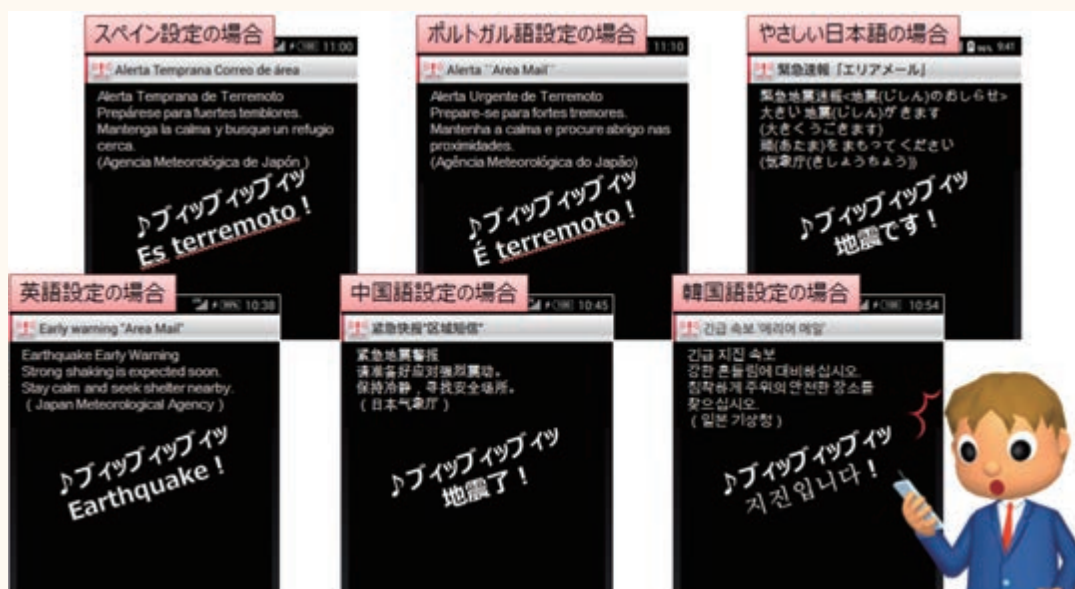 スペイン設定の場合
11:00
Alerta Temprana Correo de área
Alerta Temprana de Terremoto
Prepárese para fuertes temblores.
Mantenga la calma y busque un refugio
cerca.
(Agencia Meteorológica de Japón )
♪ブィッブィッブィッ
Es terremoto！
ポルトガル語設定の場合
11:10
Alerta ``Area Mail´´
Alerta Urgente de Terremoto
Prepare-se para fortes tremores.
Mantenha a calma e procure abrigo nas
proximidades.
(Agência Meteorológica do Japão)
♪ブィッブィッブィッ
É terremoto！
やさしい日本語の場合
9:41
緊急速報「エリアメール」
緊急地震速報<地震(じしん)のおしらせ>
大きい 地震(じしん)がきます
(大きく うごきます)
頭(あたま)を まもって ください
(気象庁(きしょうちょう))
♪ブィッブィッブィッ
地震です！
英語設定の場合
10:38
Early warning "Area Mail"
Earthquake Early Warning
Strong shaking is expected soon.
Stay calm and seek shelter nearby.
( Japan Meteorological Agency )
♪ブィッブィッブィッ
Earthquake！
中国語設定の場合
10:45
紧急快报"区域短信"
紧急地震警报
请准备好应对强烈震动。
保持冷静，寻找安全场所。
（日本气象厅）
♪ブィッブィッブィッ
地震了！
韓国語設定の場合
10:54
긴급 속보 '에리어 메일'
긴급 지진 속보
강한 흔들림에 대비하십시오.
침착하게 주위의 안전한 장소를
찾으십시오.
( 일본 기상청 )
♪ブィッブィッブィッ
지진입니다！